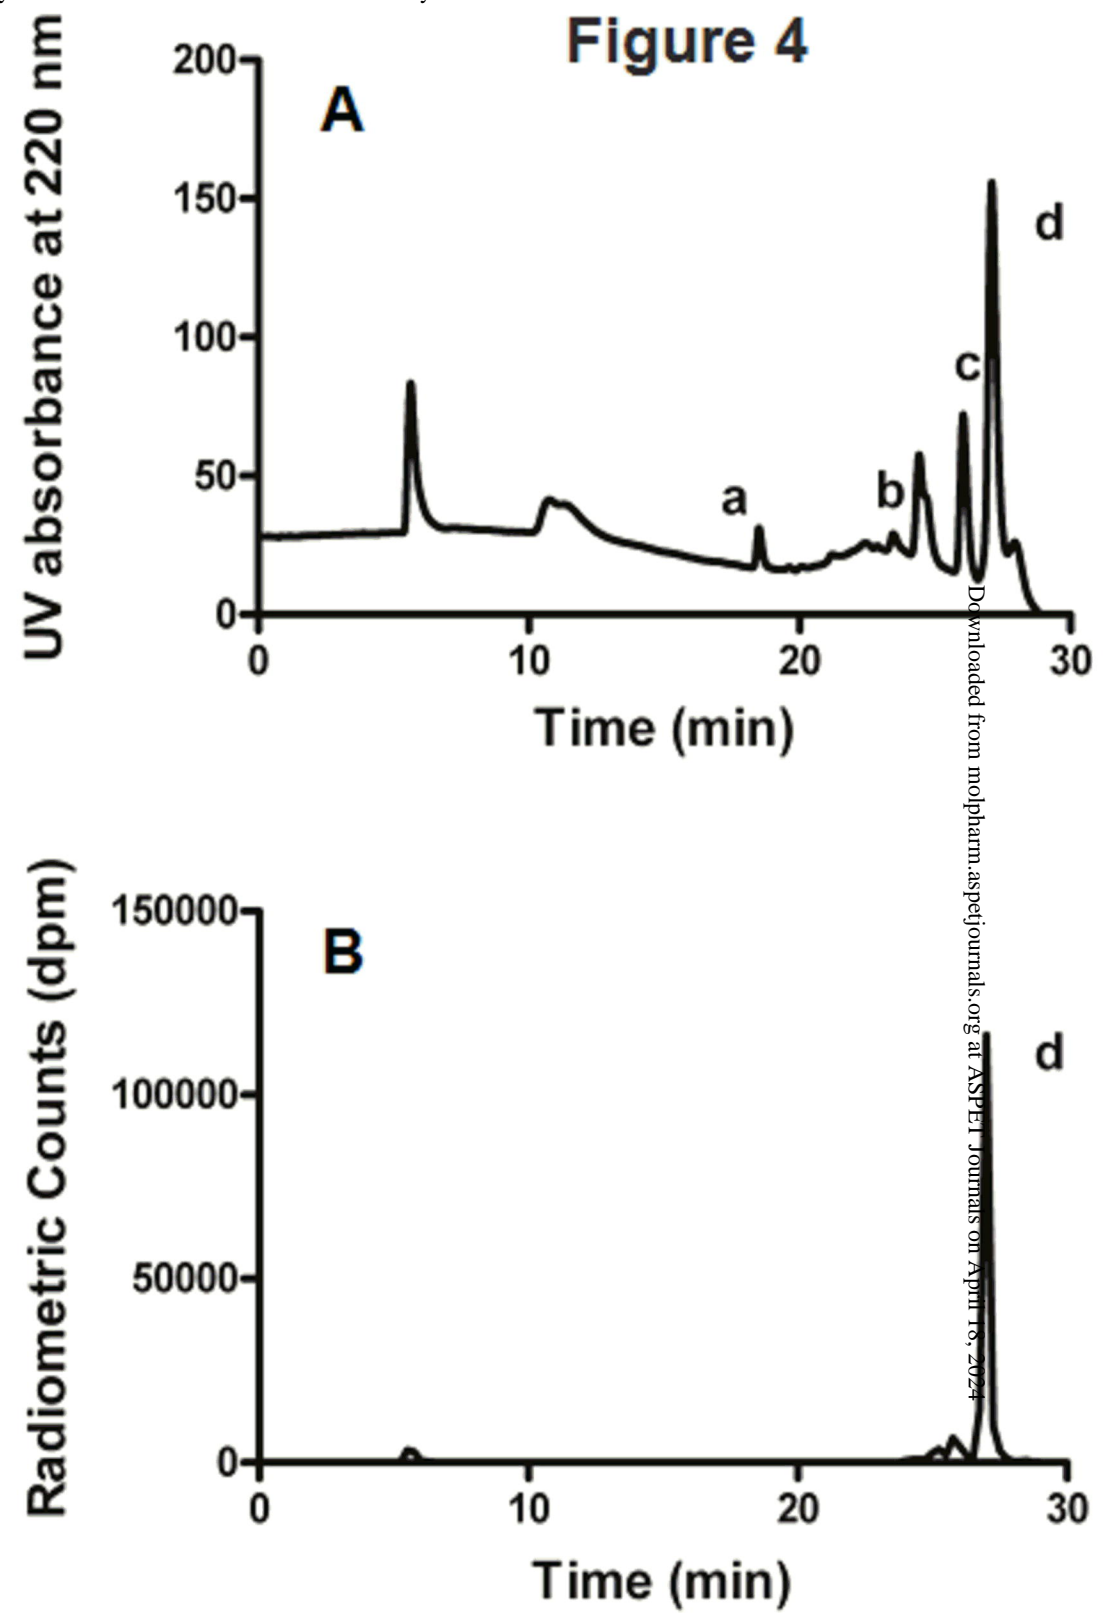 Figure 4
A
UV absorbance at 220 nm
200
150
100
50
0
a
b
c
d
0 10 20 30
Time (min)
Downloaded from molpharm.aspetjournals.org at ASPET Journals on April 18, 2024
B
Radiometric Counts (dpm)
150000
100000
50000
0
d
0 10 20 30
Time (min)